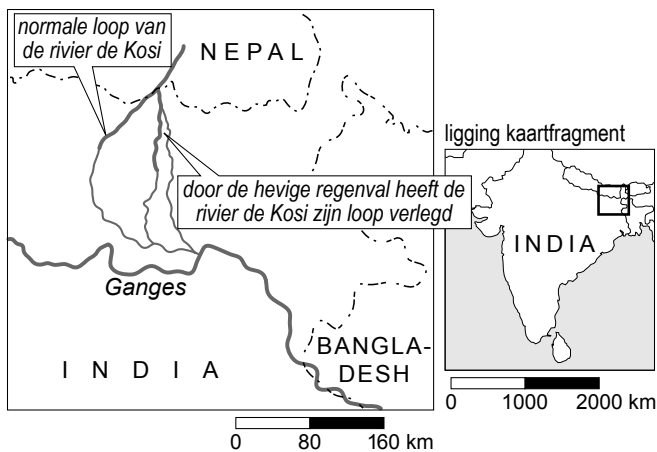 normale loop van
de rivier de Kosi
NEPAL
door de hevige regenval heeft de
rivier de Kosi zijn loop verlegd
Ganges
INDIA
BANGLA-
DESH
0 80 160 km
ligging kaartfragment
INDIA
0 1000 2000 km